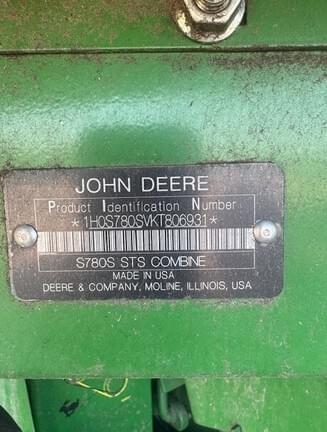 JOHN DEERE
Product Identification Number
*1H0S780SVKT806931*
S780S STS COMBINE
MADE IN USA
DEERE & COMPANY, MOLINE, ILLINOIS, USA